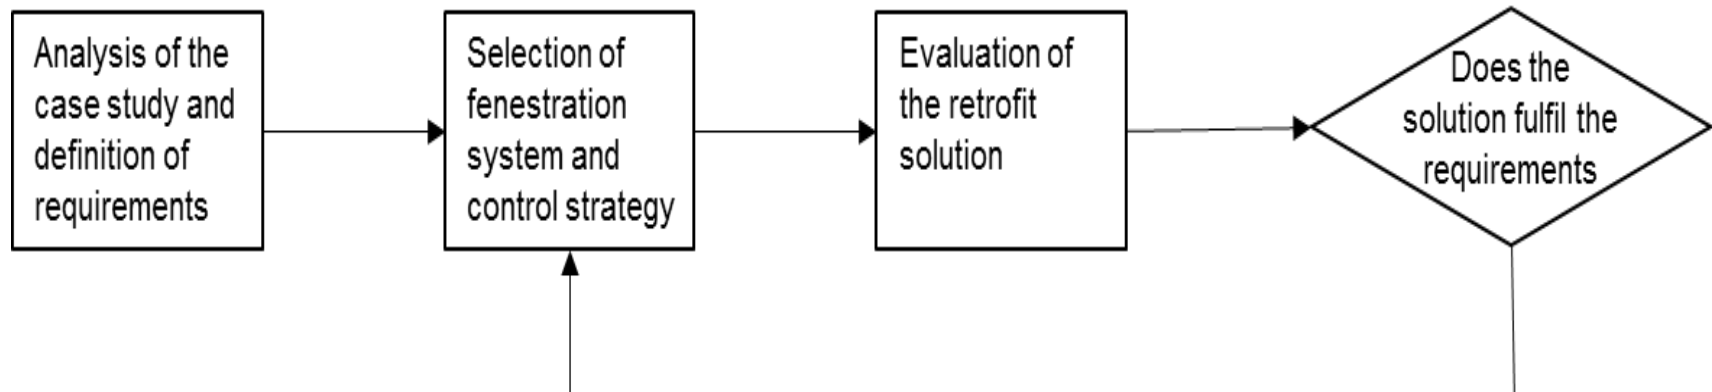 Analysis of the
case study and
definition of
requirements
Selection of
fenestration
system and
control strategy
Evaluation of
the retrofit
solution
Does the
solution fulfil the
requirements